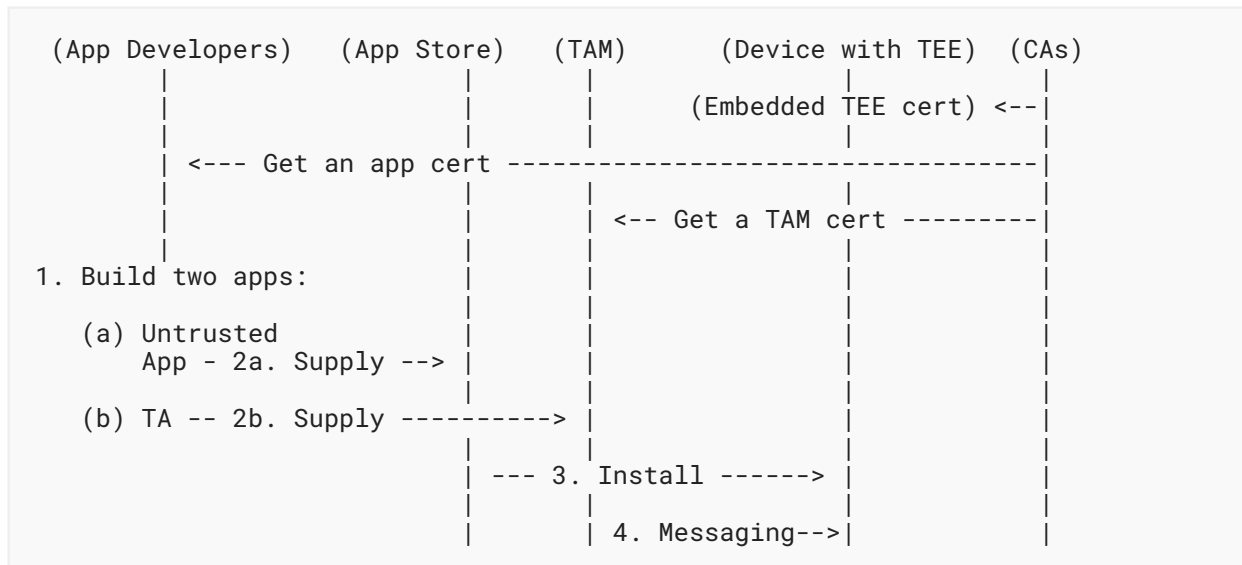 (App Developers) (App Store) (TAM) (Device with TEE) (CAs)
| | | | |
| | | (Embedded TEE cert) <--|
| | | | |
| <--- Get an app cert -----------------------------------|
| | | | |
| | | <-- Get a TAM cert ---------|
| | | | |
1. Build two apps: | | | |
| | | |
(a) Untrusted | | | |
App - 2a. Supply --> | | | |
| | | |
(b) TA -- 2b. Supply ----------> | | |
| | | |
| --- 3. Install ------> | |
| | | |
| | 4. Messaging-->| |